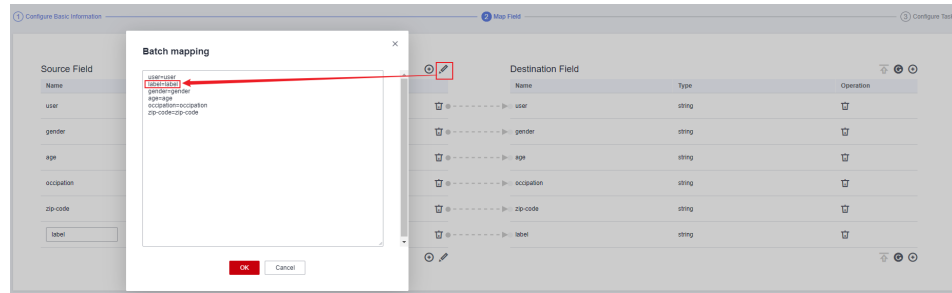 1 Configure Basic Information
2 Map Field
3 Configure Task
Batch mapping
Source Field
Destination Field
user=user
label=label
gender=gender
age=age
occipation=occipation
zip-code=zip-code
Name
Name Type Operation
user user string
gender gender string
age age string
occipation occipation string
zip-code zip-code string
label label string
OK Cancel